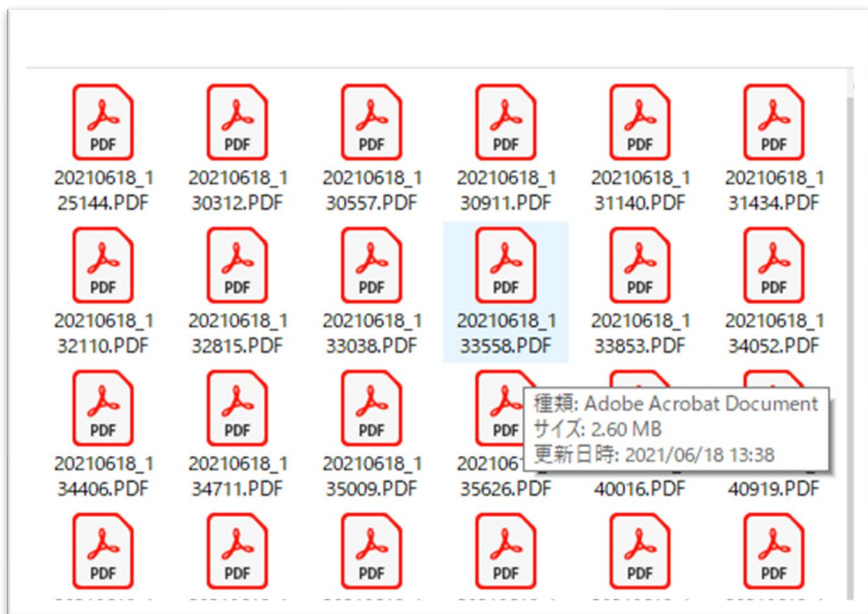 PDF PDF PDF PDF PDF PDF
20210618_1 20210618_1 20210618_1 20210618_1 20210618_1 20210618_1
25144.PDF 30312.PDF 30557.PDF 30911.PDF 31140.PDF 31434.PDF
PDF PDF PDF PDF PDF PDF
20210618_1 20210618_1 20210618_1 20210618_1 20210618_1 20210618_1
32110.PDF 32815.PDF 33038.PDF 33558.PDF 33853.PDF 34052.PDF
種類: Adobe Acrobat Document
サイズ: 2.60 MB
更新日時: 2021/06/18 13:38
PDF PDF PDF PDF
20210618_1 20210618_1 20210618_1
34406.PDF 34711.PDF 35009.PDF 35626.PDF 40016.PDF 40919.PDF
PDF PDF PDF PDF PDF PDF